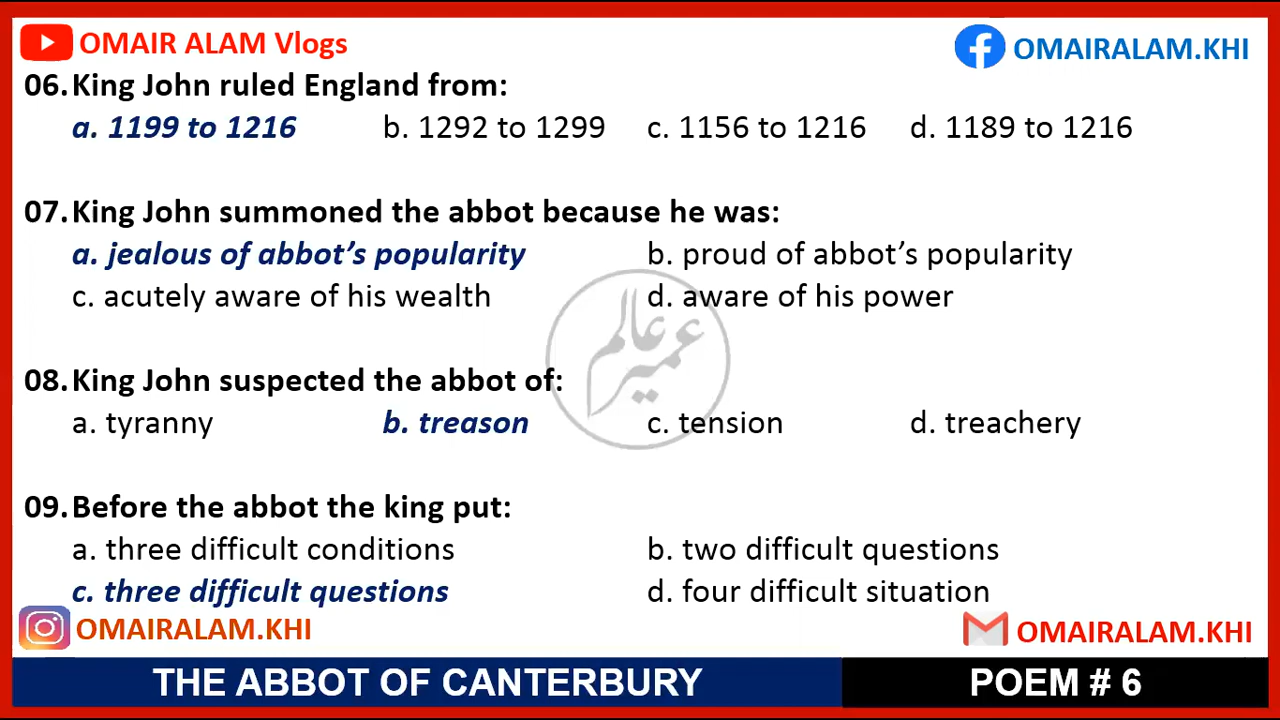 OMAIR ALAM Vlogs OMAIRALAM.KHI
06. King John ruled England from:
a. 1199 to 1216 b. 1292 to 1299 c. 1156 to 1216 d. 1189 to 1216
07. King John summoned the abbot because he was:
a. jealous of abbot's popularity b. proud of abbot's popularity
c. acutely aware of his wealth d. aware of his power
عمیر عالم
08. King John suspected the abbot of:
a. tyranny b. treason c. tension d. treachery
09. Before the abbot the king put:
a. three difficult conditions b. two difficult questions
c. three difficult questions d. four difficult situation
OMAIRALAM.KHI OMAIRALAM.KHI
THE ABBOT OF CANTERBURY POEM # 6